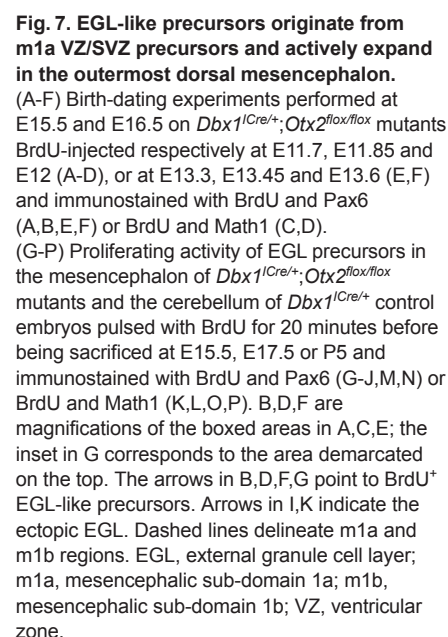 Fig. 7. EGL-like precursors originate from
m1a VZ/SVZ precursors and actively expand
in the outermost dorsal mesencephalon.
(A-F) Birth-dating experiments performed at
E15.5 and E16.5 on Dbx1ICre/+;Otx2flox/flox mutants
BrdU-injected respectively at E11.7, E11.85 and
E12 (A-D), or at E13.3, E13.45 and E13.6 (E,F)
and immunostained with BrdU and Pax6
(A,B,E,F) or BrdU and Math1 (C,D).
(G-P) Proliferating activity of EGL precursors in
the mesencephalon of Dbx1ICre/+;Otx2flox/flox
mutants and the cerebellum of Dbx1ICre/+ control
embryos pulsed with BrdU for 20 minutes before
being sacrificed at E15.5, E17.5 or P5 and
immunostained with BrdU and Pax6 (G-J,M,N) or
BrdU and Math1 (K,L,O,P). B,D,F are
magnifications of the boxed areas in A,C,E; the
inset in G corresponds to the area demarcated
on the top. The arrows in B,D,F,G point to BrdU+
EGL-like precursors. Arrows in I,K indicate the
ectopic EGL. Dashed lines delineate m1a and
m1b regions. EGL, external granule cell layer;
m1a, mesencephalic sub-domain 1a; m1b,
mesencephalic sub-domain 1b; VZ, ventricular
zone.